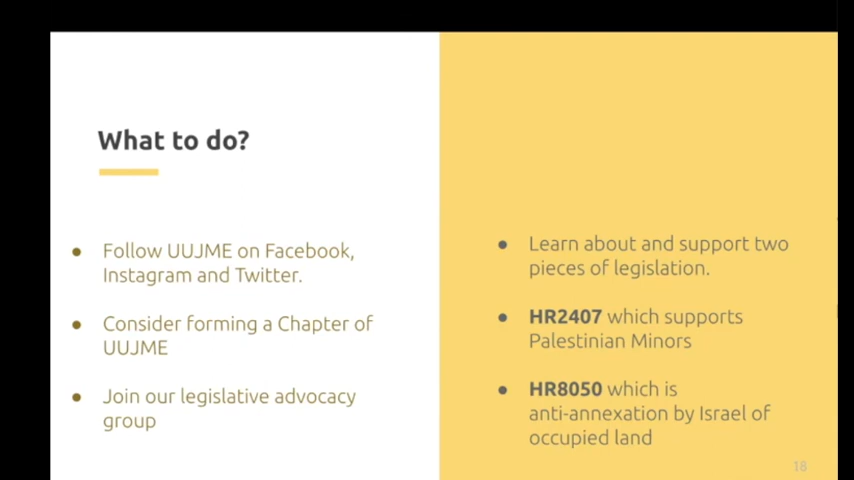 What to do?
● Follow UUJME on Facebook,
Instagram and Twitter.
● Consider forming a Chapter of
UUJME
● Join our legislative advocacy
group
● Learn about and support two
pieces of legislation.
● HR2407 which supports
Palestinian Minors
● HR8050 which is
anti-annexation by Israel of
occupied land
18